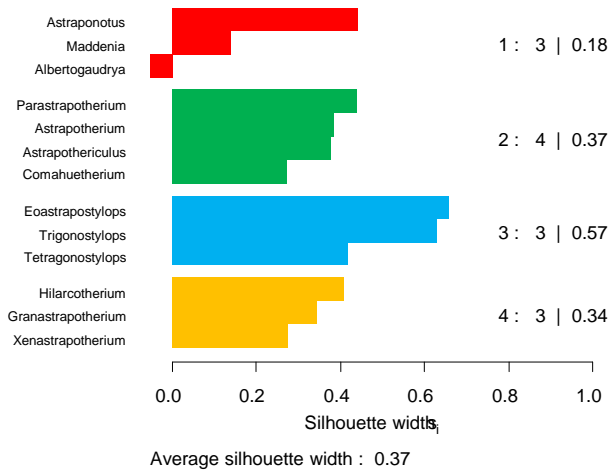 Astraponotus
Maddenia
Albertogaudrya
1 : 3 | 0.18
Parastrapotherium
Astrapotherium
Astrapothericulus
Comahuetherium
2 : 4 | 0.37
Eoastrapostylops
Trigonostylops
Tetragonostylops
3 : 3 | 0.57
Hilarcotherium
Granastrapotherium
Xenastrapotherium
4 : 3 | 0.34
0.0 0.2 0.4 0.6 0.8 1.0
Silhouette width si
Average silhouette width : 0.37